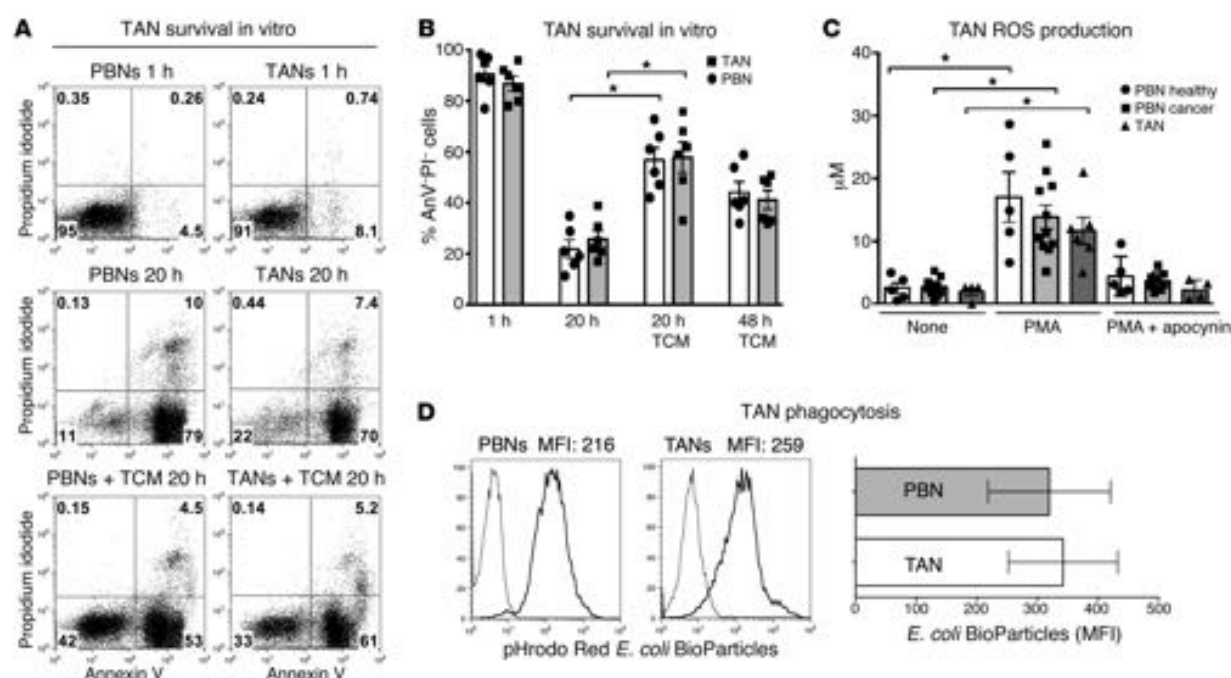 A
TAN survival in vitro
PBNs 1 h
TANs 1 h
0.35
0.26
0.24
0.74
95
4.5
91
8.1
Propidium idodide
PBNs 20 h
TANs 20 h
0.13
10
0.44
7.4
11
79
22
70
Propidium idodide
PBNs + TCM 20 h
TANs + TCM 20 h
0.15
4.5
0.14
5.2
42
53
33
61
Propidium idodide
Annexin V
Annexin V
B
TAN survival in vitro
TAN
PBN
% AnV-PI- cells
100
80
60
40
20
0
*
*
1 h
20 h
20 h TCM
48 h TCM
C
TAN ROS production
PBN healthy
PBN cancer
TAN
μM
40
30
20
10
0
*
*
*
None
PMA
PMA + apocynin
D
TAN phagocytosis
PBNs MFI: 216
TANs MFI: 259
pHrodo Red E. coli BioParticles
PBN
TAN
0
100
200
300
400
500
E. coli BioParticles (MFI)